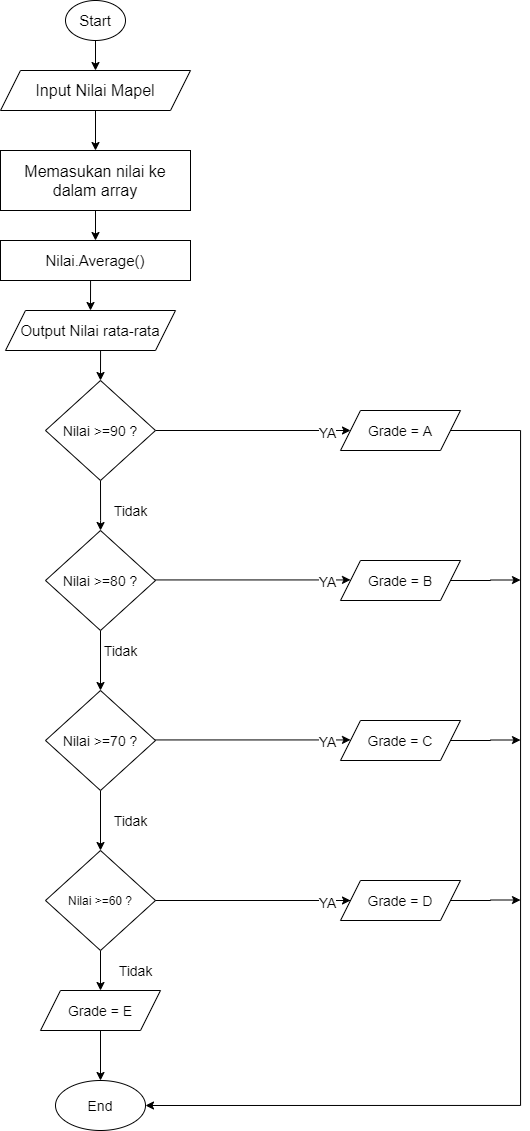 Start
Input Nilai Mapel
Memasukan nilai ke
dalam array
Nilai.Average()
Output Nilai rata-rata
Nilai >=90 ?
YA
Grade = A
Tidak
Nilai >=80 ?
YA
Grade = B
Tidak
Nilai >=70 ?
YA
Grade = C
Tidak
Nilai >=60 ?
YA
Grade = D
Tidak
Grade = E
End